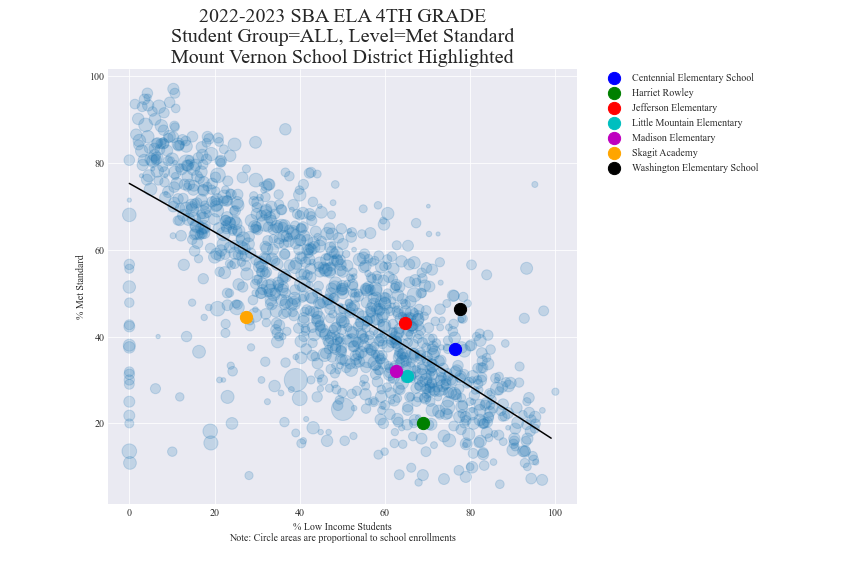 2022-2023 SBA ELA 4TH GRADE
Student Group=ALL, Level=Met Standard
Mount Vernon School District Highlighted
100
80
60
40
20
% Met Standard
0 20 40 60 80 100
% Low Income Students
Note: Circle areas are proportional to school enrollments
Centennial Elementary School
Harriet Rowley
Jefferson Elementary
Little Mountain Elementary
Madison Elementary
Skagit Academy
Washington Elementary School